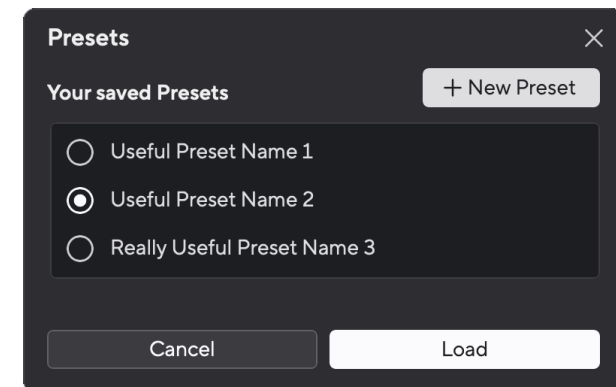 Presets
Your saved Presets
+ New Preset
Useful Preset Name 1
Useful Preset Name 2
Really Useful Preset Name 3
Cancel
Load